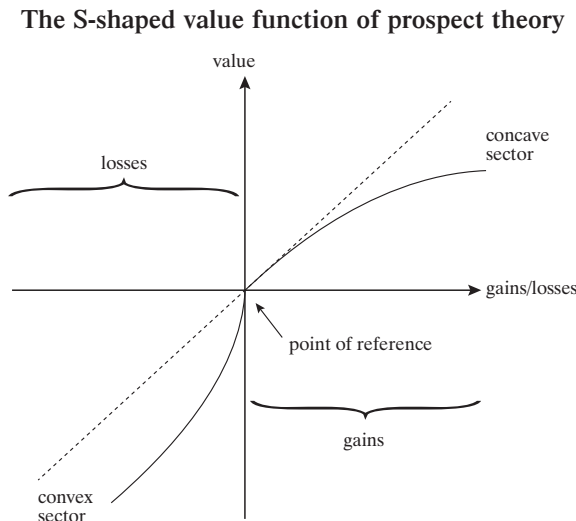 The S-shaped value function of prospect theory
value
concave
sector
losses
gains/losses
point of reference
gains
convex
sector